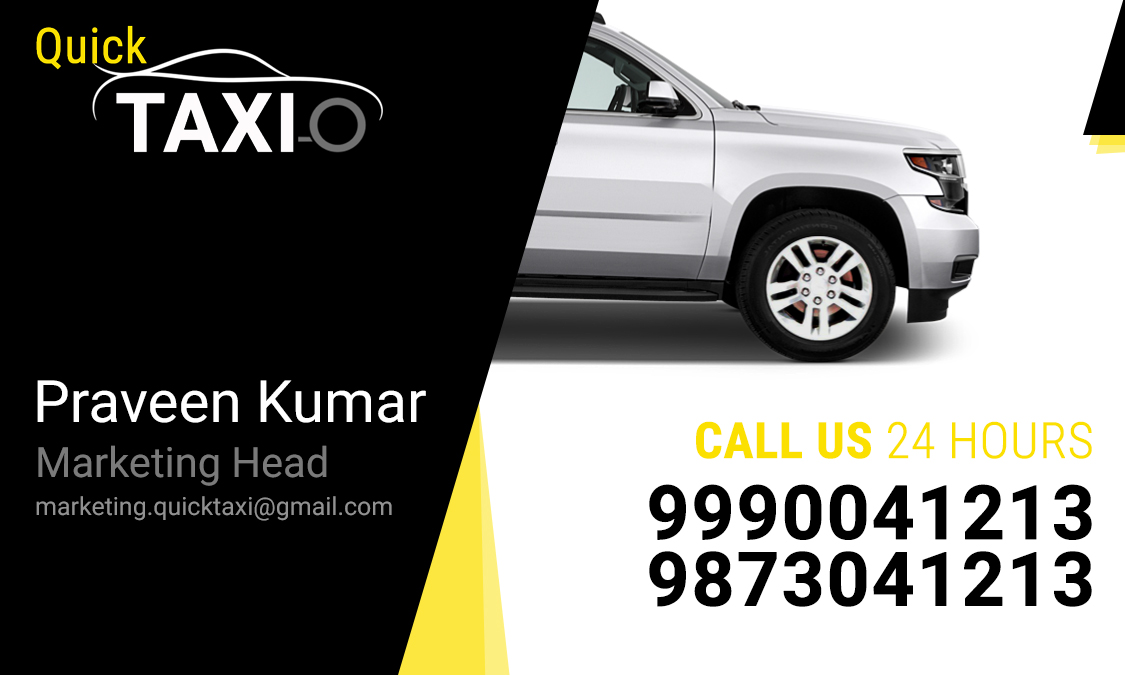 Quick
TAXI-O
Praveen Kumar
Marketing Head
marketing.quicktaxi@gmail.com
CALL US 24 HOURS
9990041213
9873041213